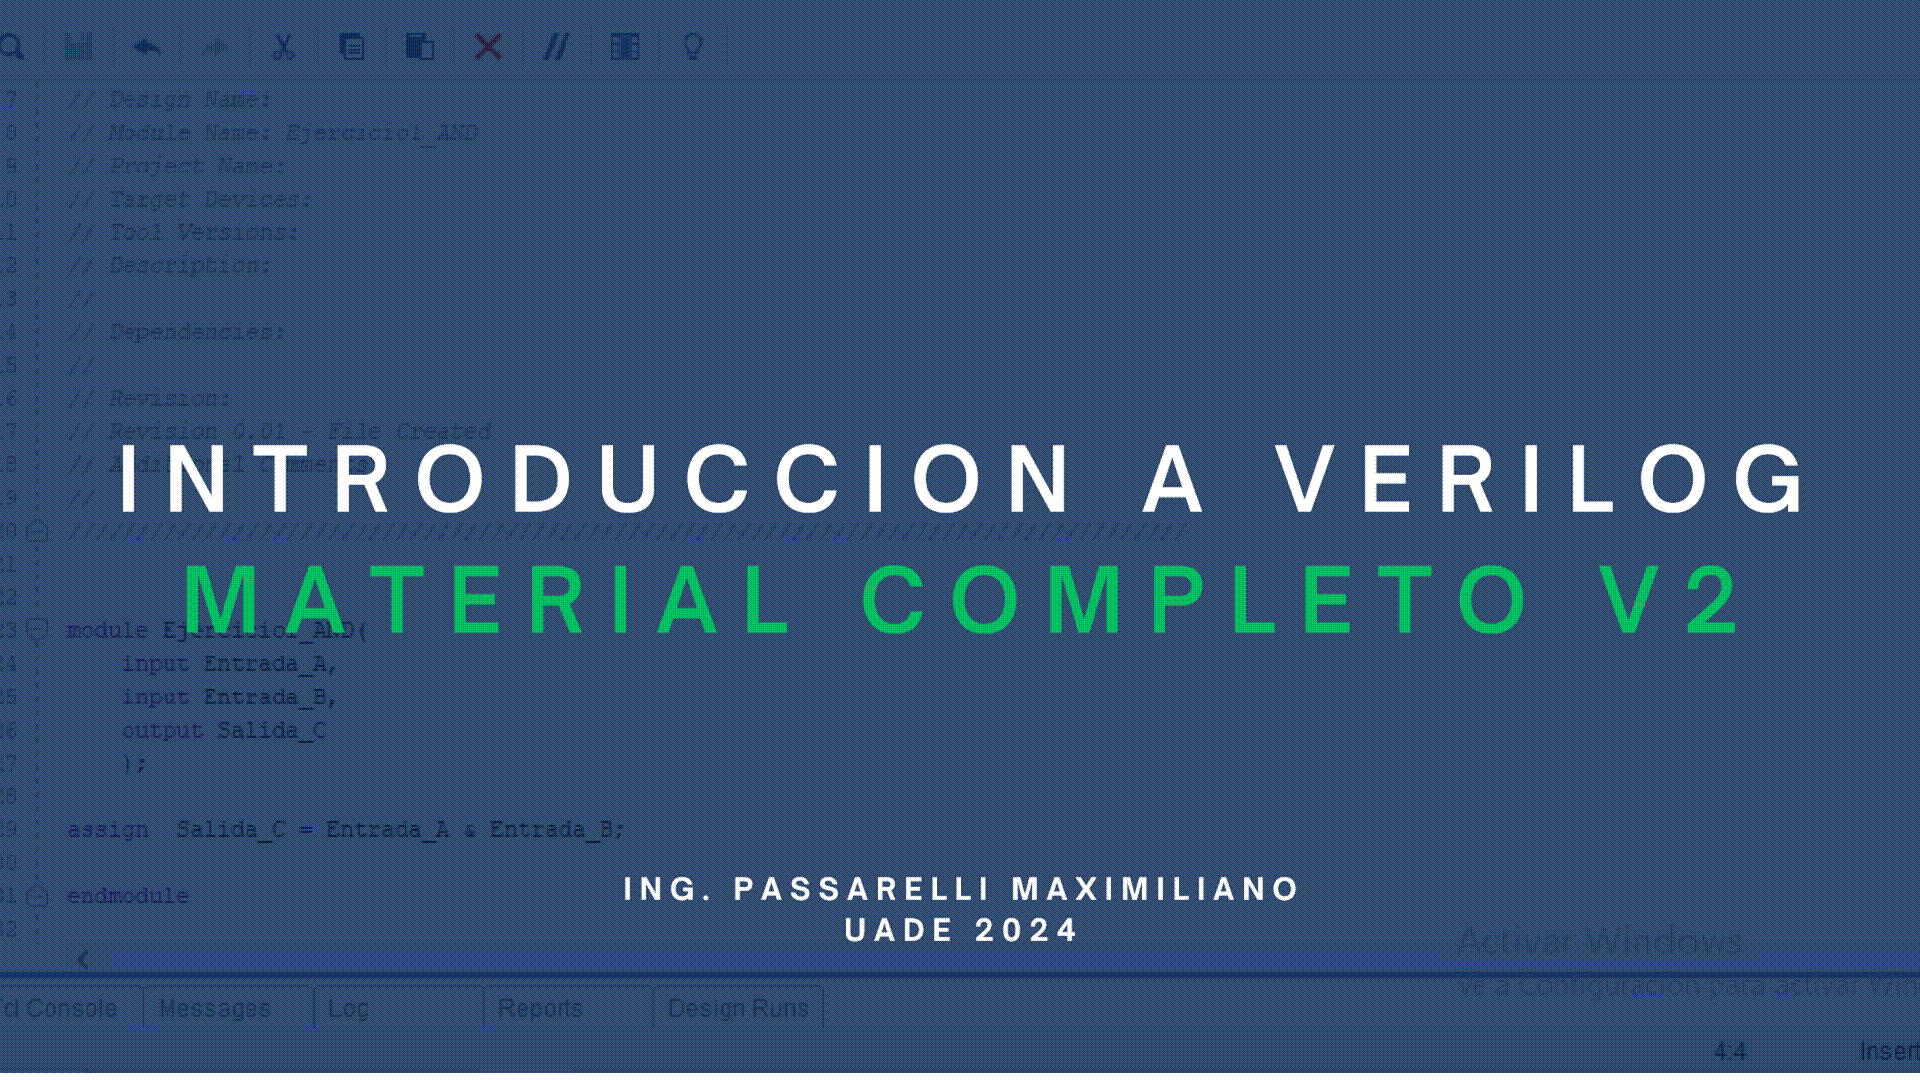 7 // Design Name:
8 // Module Name: Ejercicio1_AND
9 // Project Name:
10 // Target Devices:
11 // Tool Versions:
12 // Description:
13 //
14 // Dependencies:
15 //
16 // Revision:
17 // Revision 0.01 - File Created
18 // Additional Comments:
INTRODUCCION A VERILOG
19 //
20 //////////////////////////////////////////////////////////////////////////////////
21
22
MATERIAL COMPLETO V2
23 module Ejercicio1_AND(
24 input Entrada_A,
25 input Entrada_B,
26 output Salida_C
27 );
28
29 assign Salida_C = Entrada_A & Entrada_B;
30
31 endmodule
32
ING. PASSARELLI MAXIMILIANO
UADE 2024
Activar Windows
Ve a Configuración para activar Win
Tcl Console Messages Log Reports Design Runs
4:4 Insert